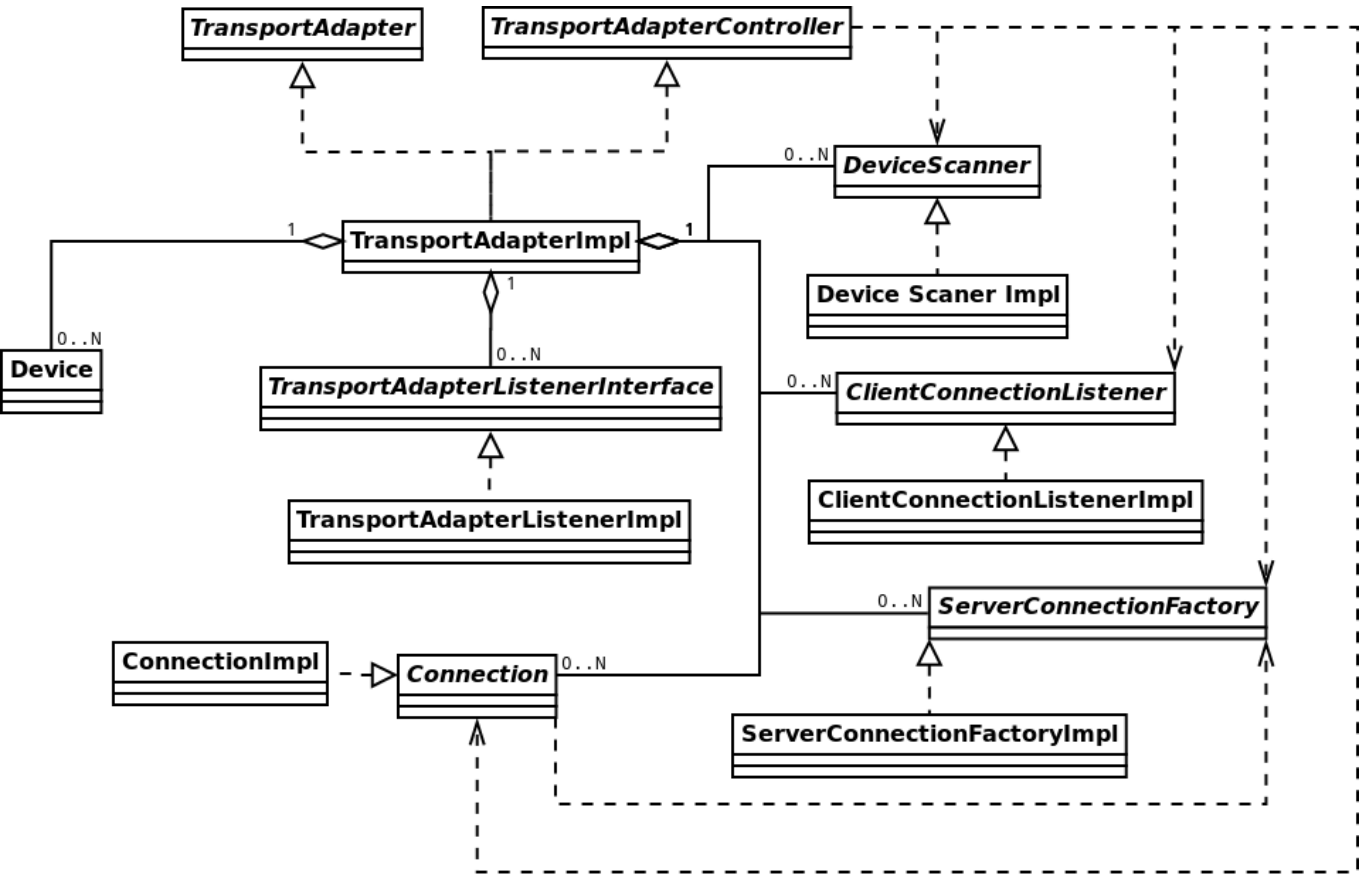 TransportAdapter
TransportAdapterController
0..N
DeviceScanner
1
TransportAdapterImpl
1
1
Device Scaner Impl
0..N
Device
0..N
TransportAdapterListenerInterface
0..N
ClientConnectionListener
TransportAdapterListenerImpl
ClientConnectionListenerImpl
0..N
ServerConnectionFactory
ConnectionImpl
Connection
0..N
ServerConnectionFactoryImpl